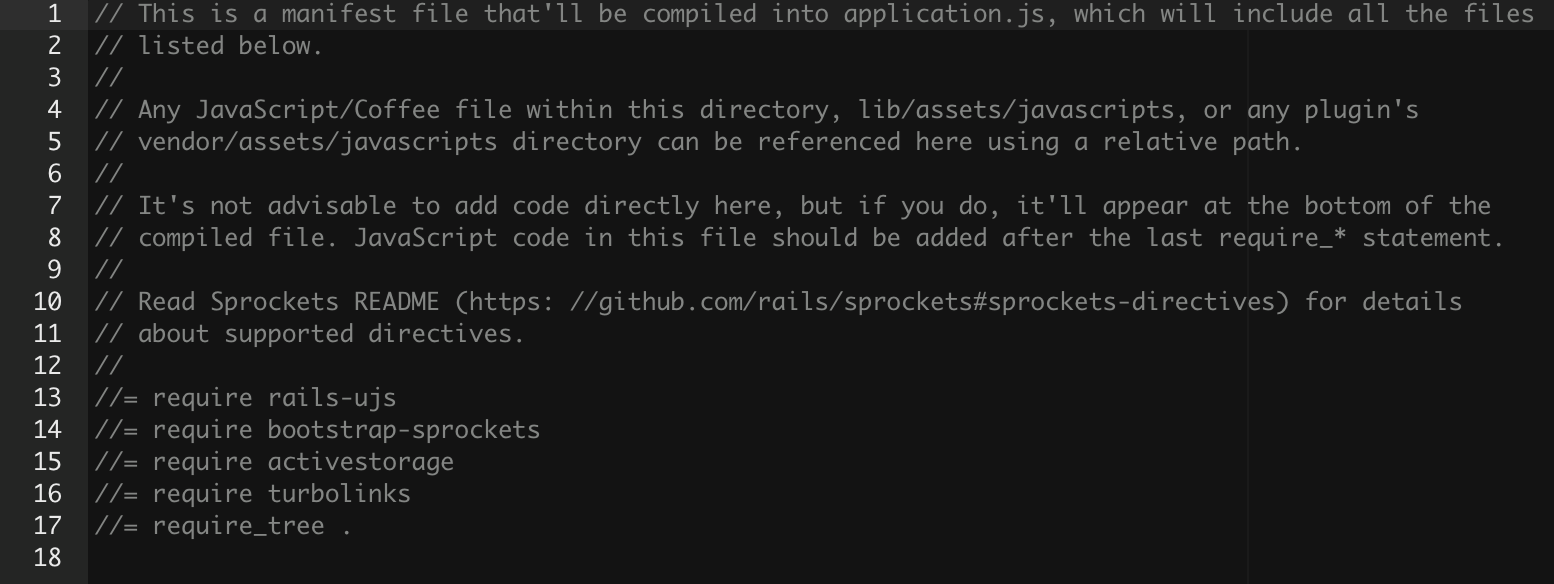 1 // This is a manifest file that'll be compiled into application.js, which will include all the files
2 // listed below.
3 //
4 // Any JavaScript/Coffee file within this directory, lib/assets/javascripts, or any plugin's
5 // vendor/assets/javascripts directory can be referenced here using a relative path.
6 //
7 // It's not advisable to add code directly here, but if you do, it'll appear at the bottom of the
8 // compiled file. JavaScript code in this file should be added after the last require_* statement.
9 //
10 // Read Sprockets README (https: //github.com/rails/sprockets#sprockets-directives) for details
11 // about supported directives.
12 //
13 //= require rails-ujs
14 //= require bootstrap-sprockets
15 //= require activestorage
16 //= require turbolinks
17 //= require_tree .
18